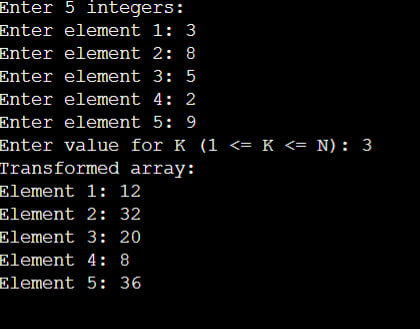 Enter 5 integers:
Enter element 1: 3
Enter element 2: 8
Enter element 3: 5
Enter element 4: 2
Enter element 5: 9
Enter value for K (1 <= K <= N): 3
Transformed array:
Element 1: 12
Element 2: 32
Element 3: 20
Element 4: 8
Element 5: 36